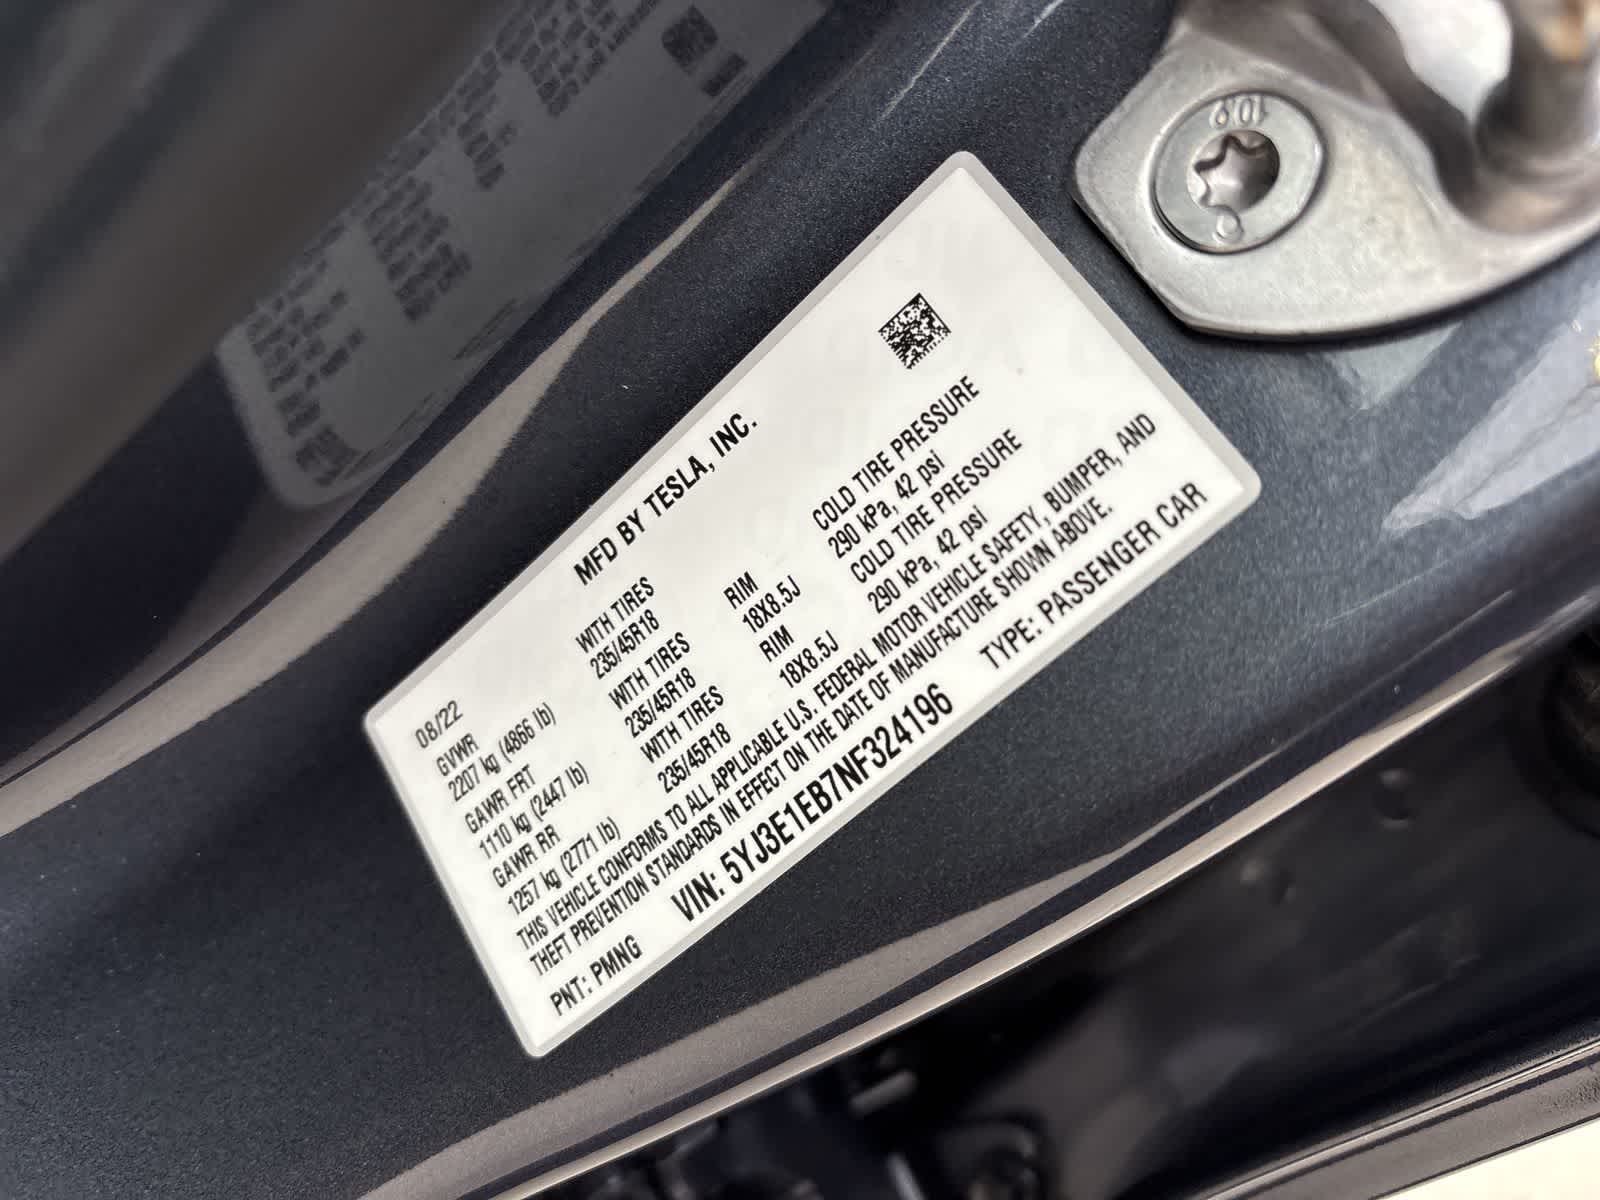 10.9
MFD BY TESLA, INC.
08/22
GVWR WITH TIRES RIM COLD TIRE PRESSURE
2207 kg (4866 lb) 235/45R18 18X8.5J 290 kPa, 42 psi
GAWR FRT WITH TIRES RIM COLD TIRE PRESSURE
1110 kg (2447 lb) 235/45R18 18X8.5J 290 kPa, 42 psi
GAWR RR WITH TIRES
1257 kg (2771 lb) 235/45R18
THIS VEHICLE CONFORMS TO ALL APPLICABLE U.S. FEDERAL MOTOR VEHICLE SAFETY, BUMPER, AND
THEFT PREVENTION STANDARDS IN EFFECT ON THE DATE OF MANUFACTURE SHOWN ABOVE.
VIN: 5YJ3E1EB7NF324196 TYPE: PASSENGER CAR
PNT: PMNG